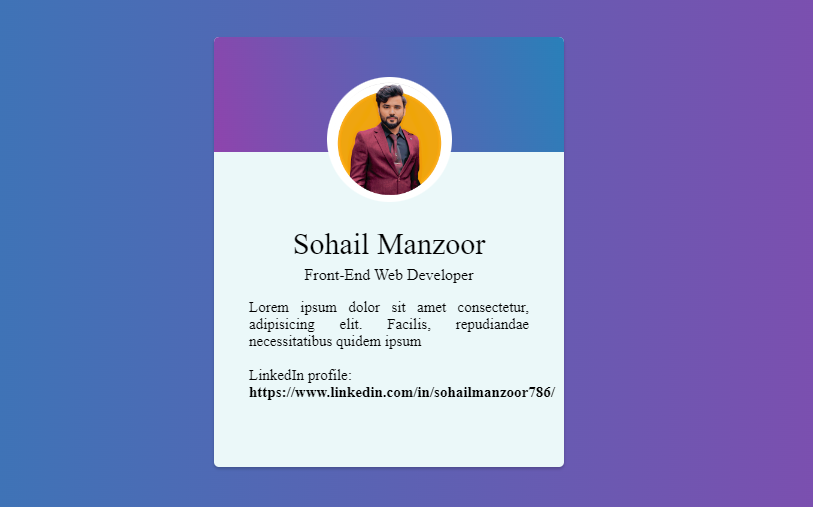 Sohail Manzoor
Front-End Web Developer
Lorem ipsum dolor sit amet consectetur,
adipisicing elit. Facilis, repudiandae
necessitatibus quidem ipsum
LinkedIn profile:
https://www.linkedin.com/in/sohailmanzoor786/